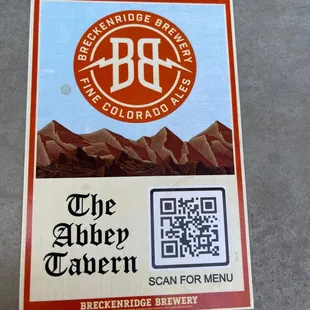 BRECKENRIDGE BREWERY
BB
FINE COLORADO ALES
The
Abbey
Tavern
SCAN FOR MENU
BRECKENRIDGE BREWERY